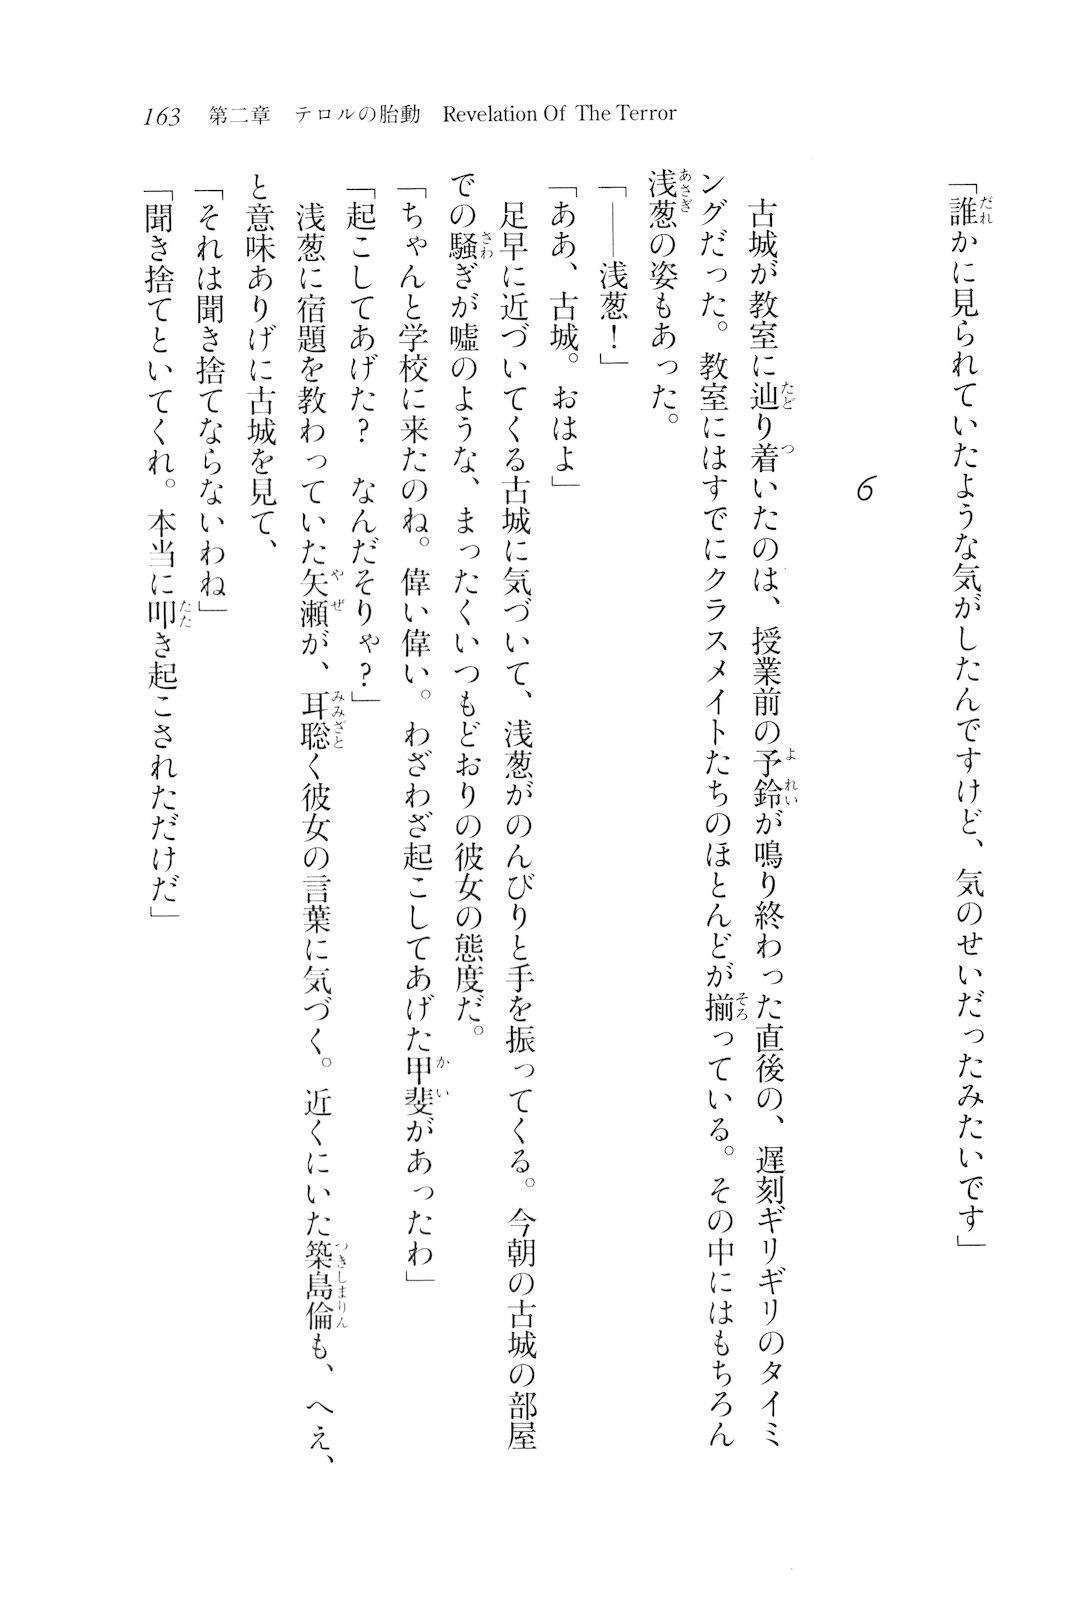 163 第二章 テロルの胎動 Revelation Of The Terror
「誰かに見られていたような気がしたんですけど、気のせいだったみたいです」
6
古城が教室に辿り着いたのは、授業前の予鈴が鳴り終わった直後の、遅刻ギリギリのタイミ
ングだった。教室にはすでにクラスメイトたちのほとんどが揃っている。その中にはもちろん
浅葱の姿もあった。
「――浅葱！」
「ああ、古城。おはよ」
足早に近づいてくる古城に気づいて、浅葱がのんびりと手を振ってくる。今朝の古城の部屋
での騒ぎが嘘のような、まったくいつもどおりの彼女の態度だ。
「ちゃんと学校に来たのね。偉い偉い。わざわざ起こしてあげた甲斐があったわ」
「起こしてあげた？　なんだそりゃ？」
浅葱に宿題を教わっていた矢瀬が、耳聡く彼女の言葉に気づく。近くにいた築島倫も、へえ、
と意味ありげに古城を見て、
「それは聞き捨てならないわね」
「聞き捨てといてくれ。本当に叩き起こされただけだ」